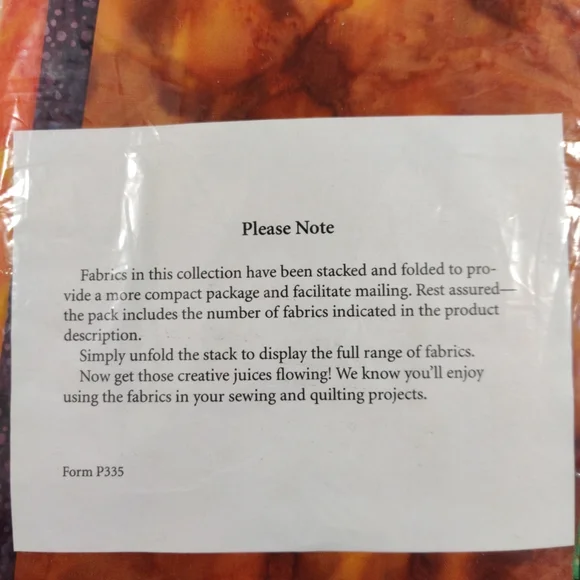 Please Note
Fabrics in this collection have been stacked and folded to pro-
vide a more compact package and facilitate mailing. Rest assured—
the pack includes the number of fabrics indicated in the product
description.
Simply unfold the stack to display the full range of fabrics.
Now get those creative juices flowing! We know you'll enjoy
using the fabrics in your sewing and quilting projects.
Form P335